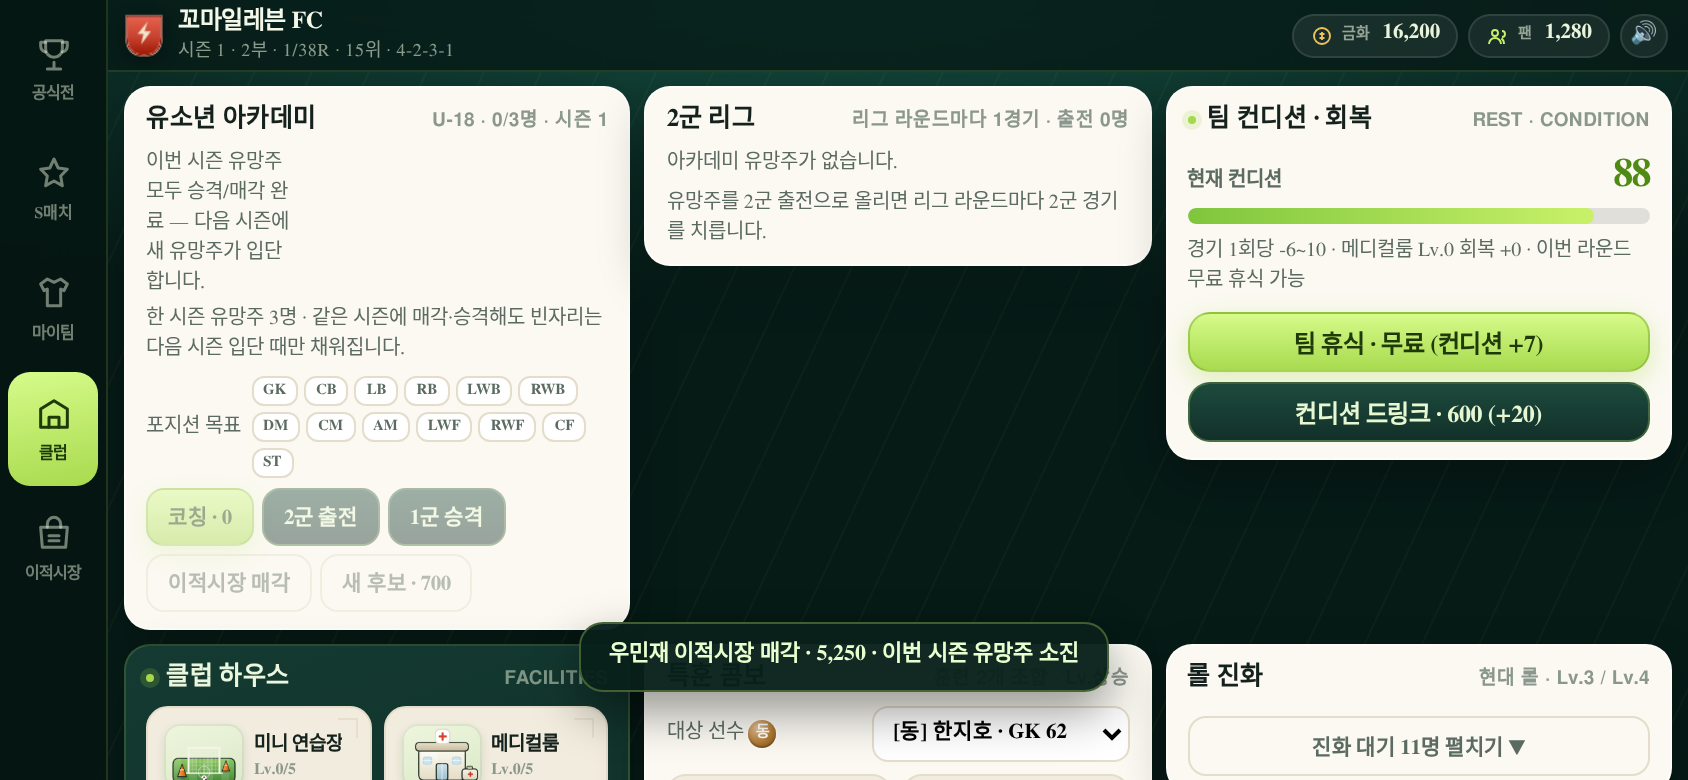 꼬마일레븐 FC
시즌 1 · 2부 · 1/38R · 15위 · 4-2-3-1
금화 16,200
팬 1,280
공식전
S매치
마이팀
클럽
이적시장
유소년 아카데미
U-18 · 0/3명 · 시즌 1
이번 시즌 유망주
모두 승격/매각 완
료 — 다음 시즌에
새 유망주가 입단
합니다.
한 시즌 유망주 3명 · 같은 시즌에 매각·승격해도 빈자리는
다음 시즌 입단 때만 채워집니다.
포지션 목표
GK CB LB RB LWB RWB
DM CM AM LWF RWF CF
ST
코칭 · 0
2군 출전
1군 승격
이적시장 매각
새 후보 · 700
2군 리그
리그 라운드마다 1경기 · 출전 0명
아카데미 유망주가 없습니다.
유망주를 2군 출전으로 올리면 리그 라운드마다 2군 경기
를 치릅니다.
팀 컨디션 · 회복
REST · CONDITION
현재 컨디션
88
경기 1회당 -6~10 · 메디컬룸 Lv.0 회복 +0 · 이번 라운드
무료 휴식 가능
팀 휴식 · 무료 (컨디션 +7)
컨디션 드링크 · 600 (+20)
우민재 이적시장 매각 · 5,250 · 이번 시즌 유망주 소진
클럽 하우스
FACILITIES
미니 연습장
Lv.0/5
메디컬룸
Lv.0/5
특훈 콤보
대상 선수 동
[동] 한지호 · GK 62
롤 진화
현대 롤 · Lv.3 / Lv.4
진화 대기 11명 펼치기 ▼